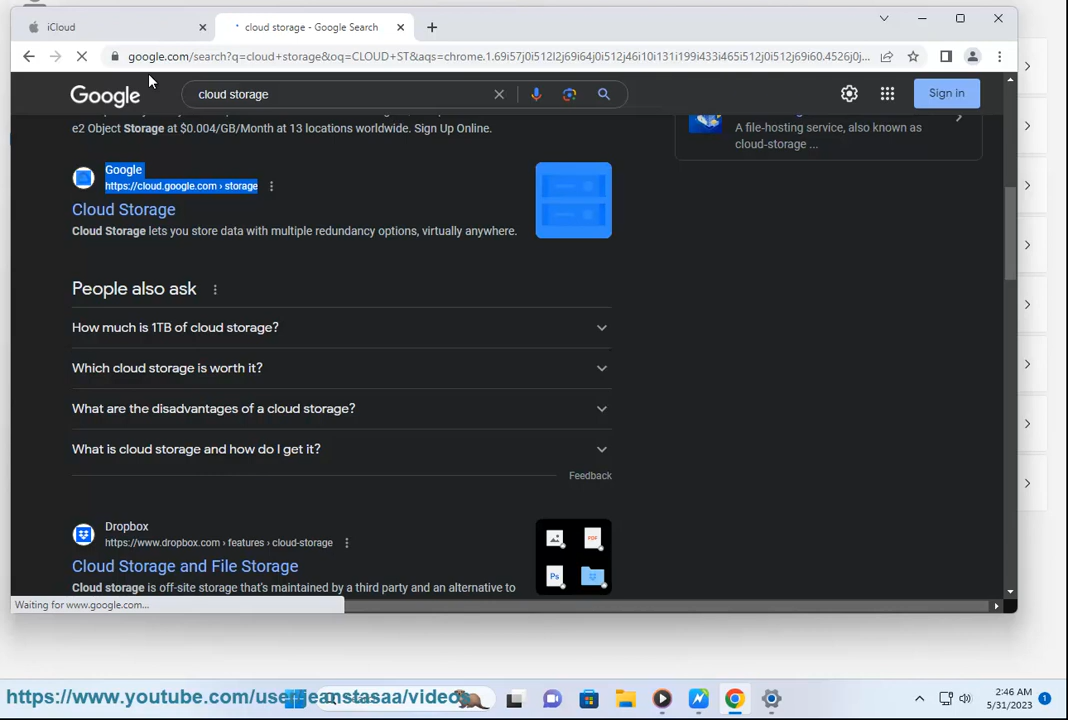 iCloud
cloud storage - Google Search
google.com/search?q=cloud+storage&oq=CLOUD+ST&aqs=chrome.1.69i57j0i512l2j69i64j0i512j46i10i131i199i433i465i512j0i512j69i60.4526j0j...
Google
cloud storage
Sign in
e2 Object Storage at $0.004/GB/Month at 13 locations worldwide. Sign Up Online.
A file-hosting service, also known as
cloud-storage ...
Google
https://cloud.google.com › storage
Cloud Storage
Cloud Storage lets you store data with multiple redundancy options, virtually anywhere.
People also ask
How much is 1TB of cloud storage?
Which cloud storage is worth it?
What are the disadvantages of a cloud storage?
What is cloud storage and how do I get it?
Feedback
Dropbox
https://www.dropbox.com › features › cloud-storage
Cloud Storage and File Storage
Cloud storage is off-site storage that's maintained by a third party and an alternative to
PDF
Ps
Waiting for www.google.com...
https://www.youtube.com/user/jeanstasaa/videos
2:46 AM
5/31/2023
1